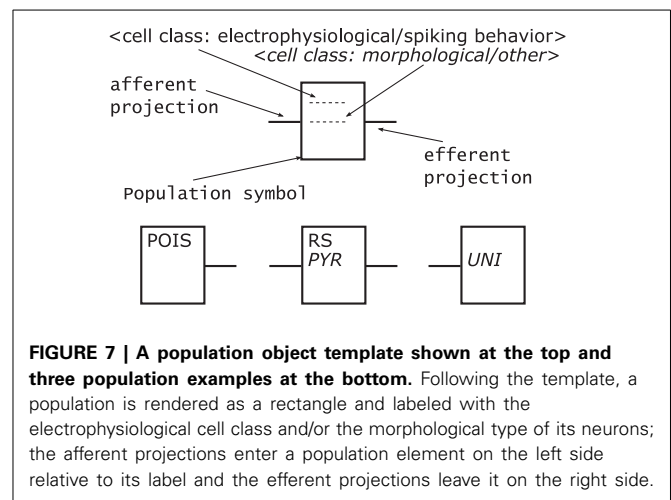 <cell class: electrophysiological/spiking behavior>
<cell class: morphological/other>
afferent
projection
efferent
projection
Population symbol
POIS
RS
PYR
UNI
FIGURE 7 | A population object template shown at the top and
three population examples at the bottom. Following the template, a
population is rendered as a rectangle and labeled with the
electrophysiological cell class and/or the morphological type of its neurons;
the afferent projections enter a population element on the left side
relative to its label and the efferent projections leave it on the right side.